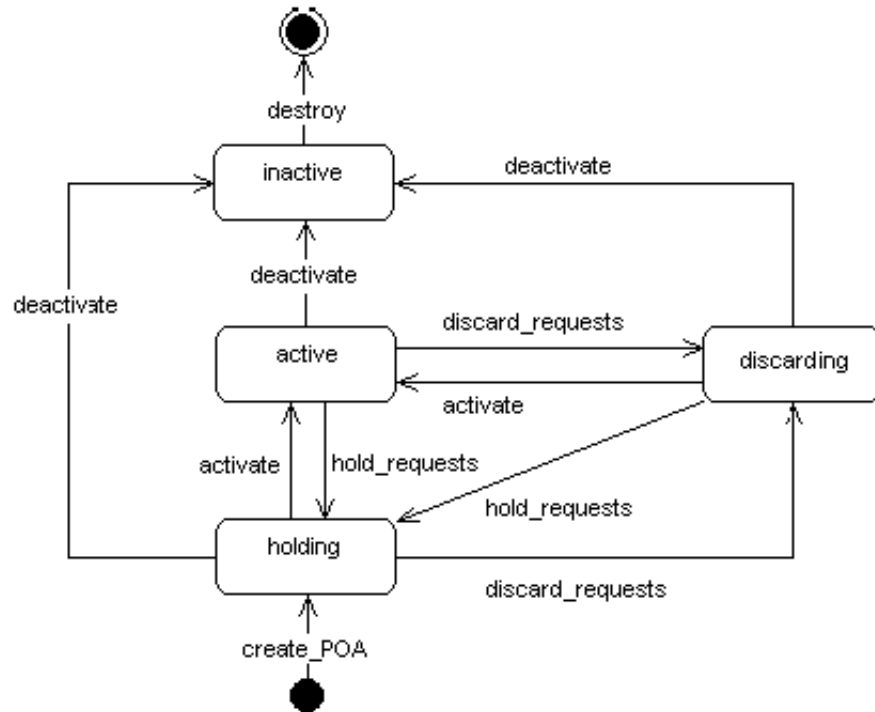 destroy
inactive
deactivate
deactivate
deactivate
discard_requests
active
discarding
activate
activate
hold_requests
hold_requests
holding
discard_requests
create_POA